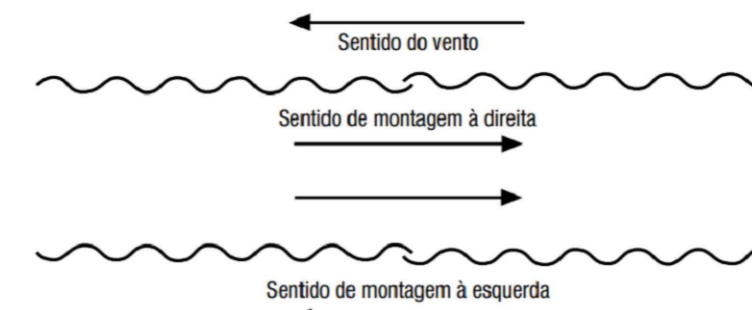 Sentido do vento
Sentido de montagem à direita
Sentido de montagem à esquerda